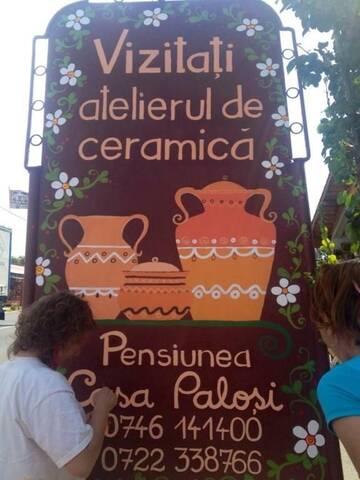 Vizitați
atelierul de
ceramică
Pensiunea
Casa Paloși
0746 141400
0722 338766